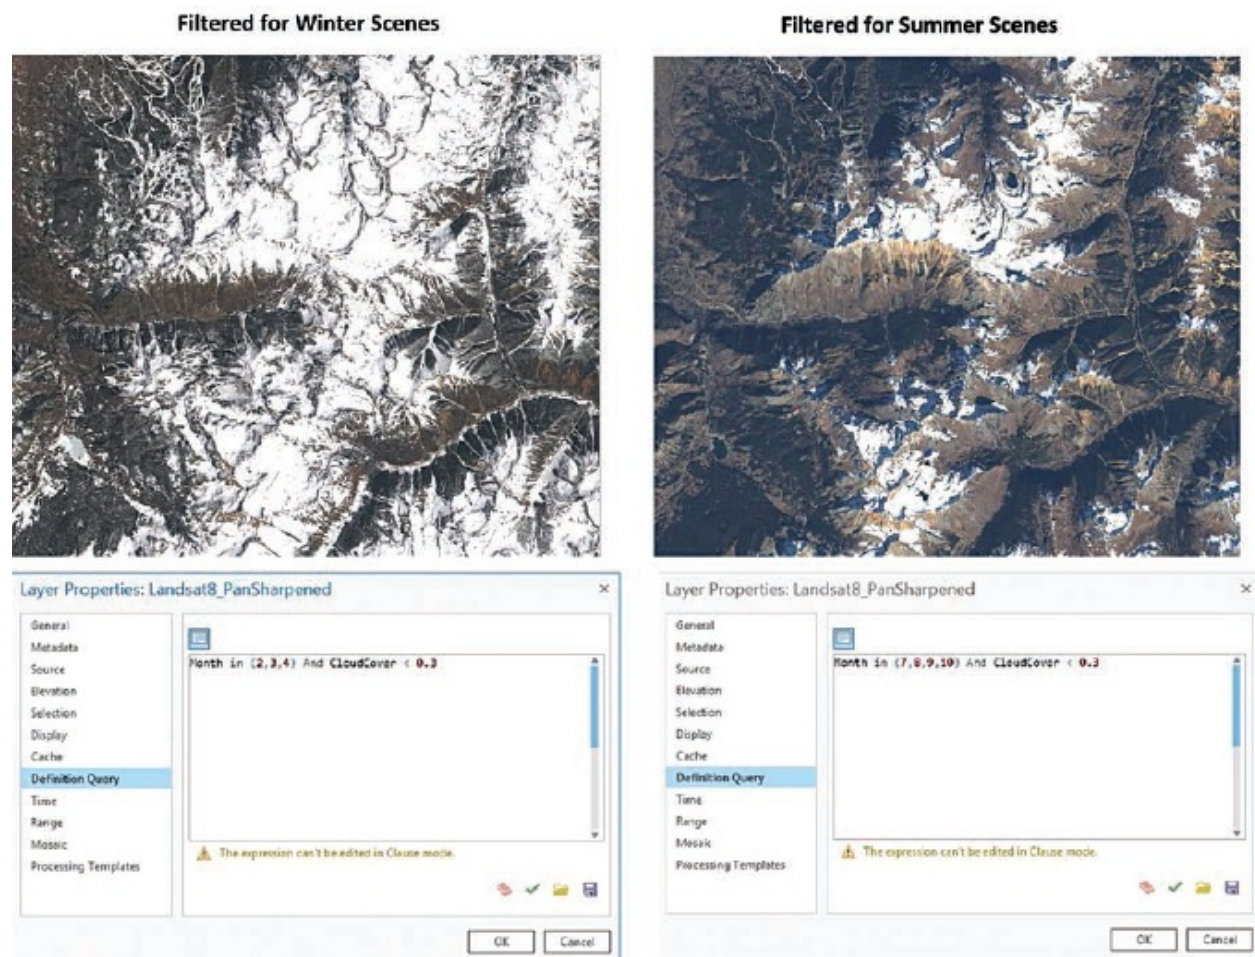 Filtered for Winter Scenes
Filtered for Summer Scenes
Layer Properties: Landsat8_PanSharpened
×
General
Metadata
Source
Elevation
Selection
Display
Cache
Definition Query
Time
Range
Mosaic
Processing Templates
Month in (2,3,4) And CloudCover < 0.3
The expression can't be edited in Clause mode.
OK
Cancel
Layer Properties: Landsat8_PanSharpened
×
General
Metadata
Source
Elevation
Selection
Display
Cache
Definition Query
Time
Range
Mosaic
Processing Templates
Month in (7,8,9,10) And CloudCover < 0.3
The expression can't be edited in Clause mode.
OK
Cancel